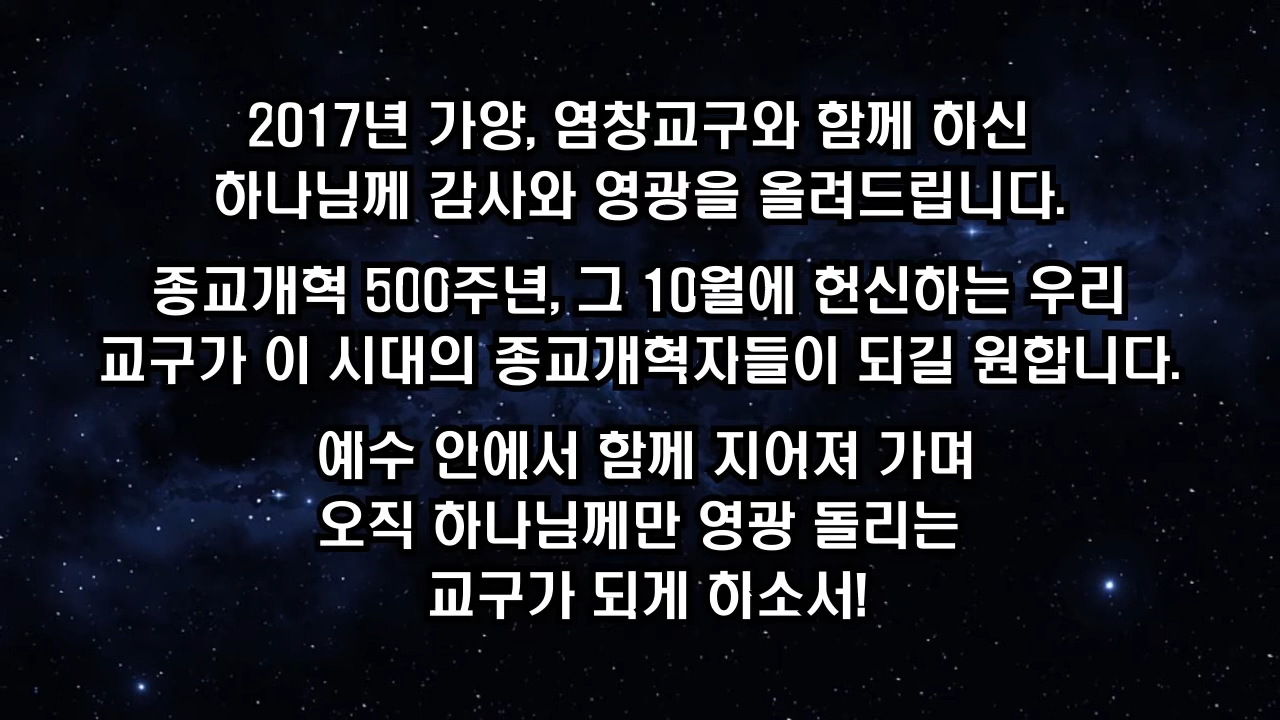 2017년 가양, 염창교구와 함께 하신
하나님께 감사와 영광을 올려드립니다.
종교개혁 500주년, 그 10월에 헌신하는 우리
교구가 이 시대의 종교개혁자들이 되길 원합니다.
예수 안에서 함께 지어져 가며
오직 하나님께만 영광 돌리는
교구가 되게 하소서!